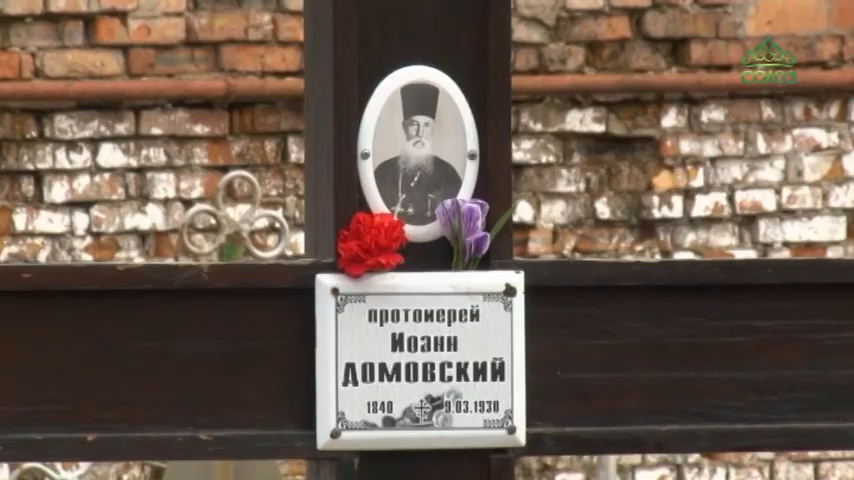 СОЮЗ
протоиерей
Иоанн
ДОМОВСКИЙ
1840 9.03.1930